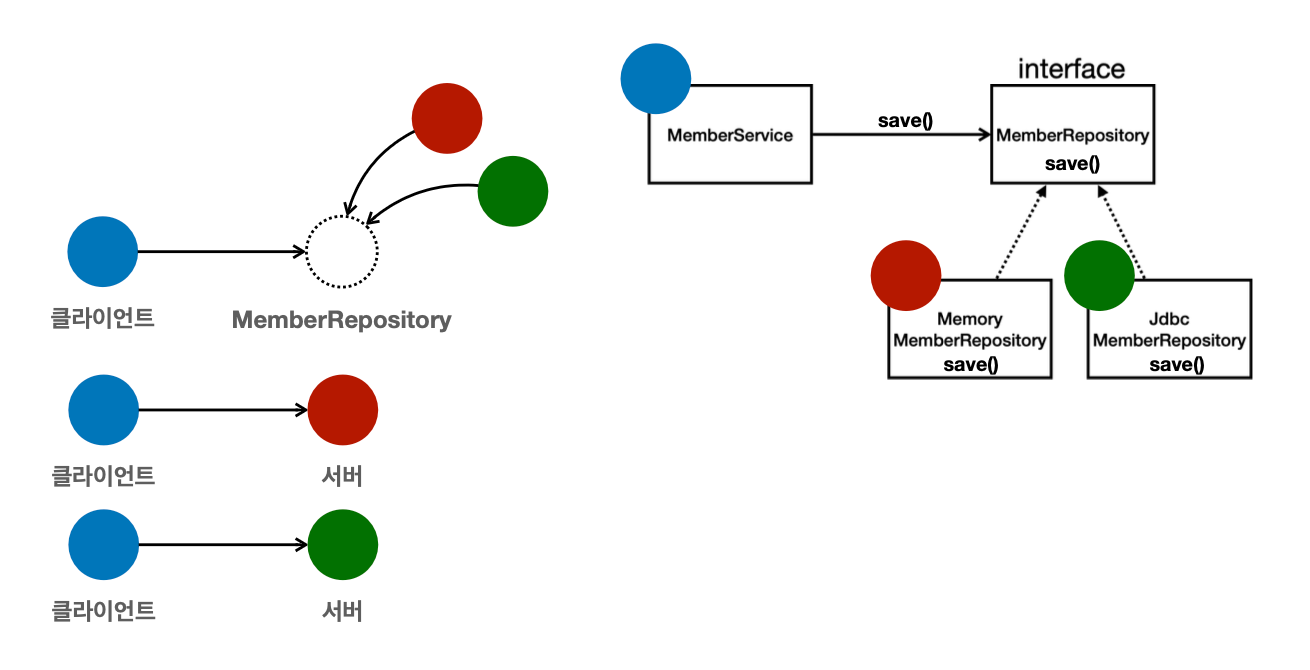 클라이언트
MemberRepository
클라이언트
서버
클라이언트
서버
interface
MemberService
save()
MemberRepository
save()
Memory
MemberRepository
save()
Jdbc
MemberRepository
save()